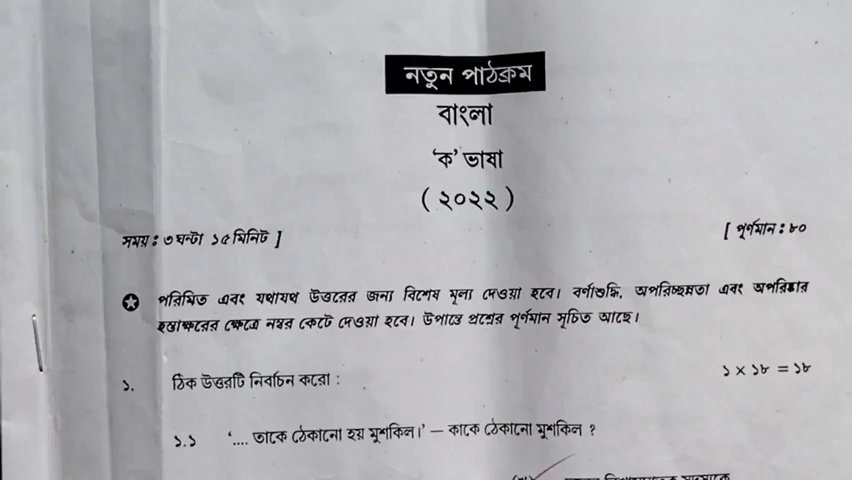 নতুন পাঠক্রম
বাংলা
‘ক’ ভাষা
( ২০২২ )
সময় : ৩ ঘন্টা ১৫ মিনিট ] [ পূর্ণমান : ৮০
✪ পরিমিত এবং যথাযথ উত্তরের জন্য বিশেষ মূল্য দেওয়া হবে। বর্ণাশুদ্ধি, অপরিচ্ছন্নতা এবং অপরিষ্কার
হস্তাক্ষরের ক্ষেত্রে নম্বর কেটে দেওয়া হবে। উপান্তে প্রশ্নের পূর্ণমান সূচিত আছে।
১. ঠিক উত্তরটি নির্বাচন করো : ১ × ১৮ = ১৮
১.১ ‘.... তাকে ঠেকানো হয় মুশকিল।’ — কাকে ঠেকানো মুশকিল ?